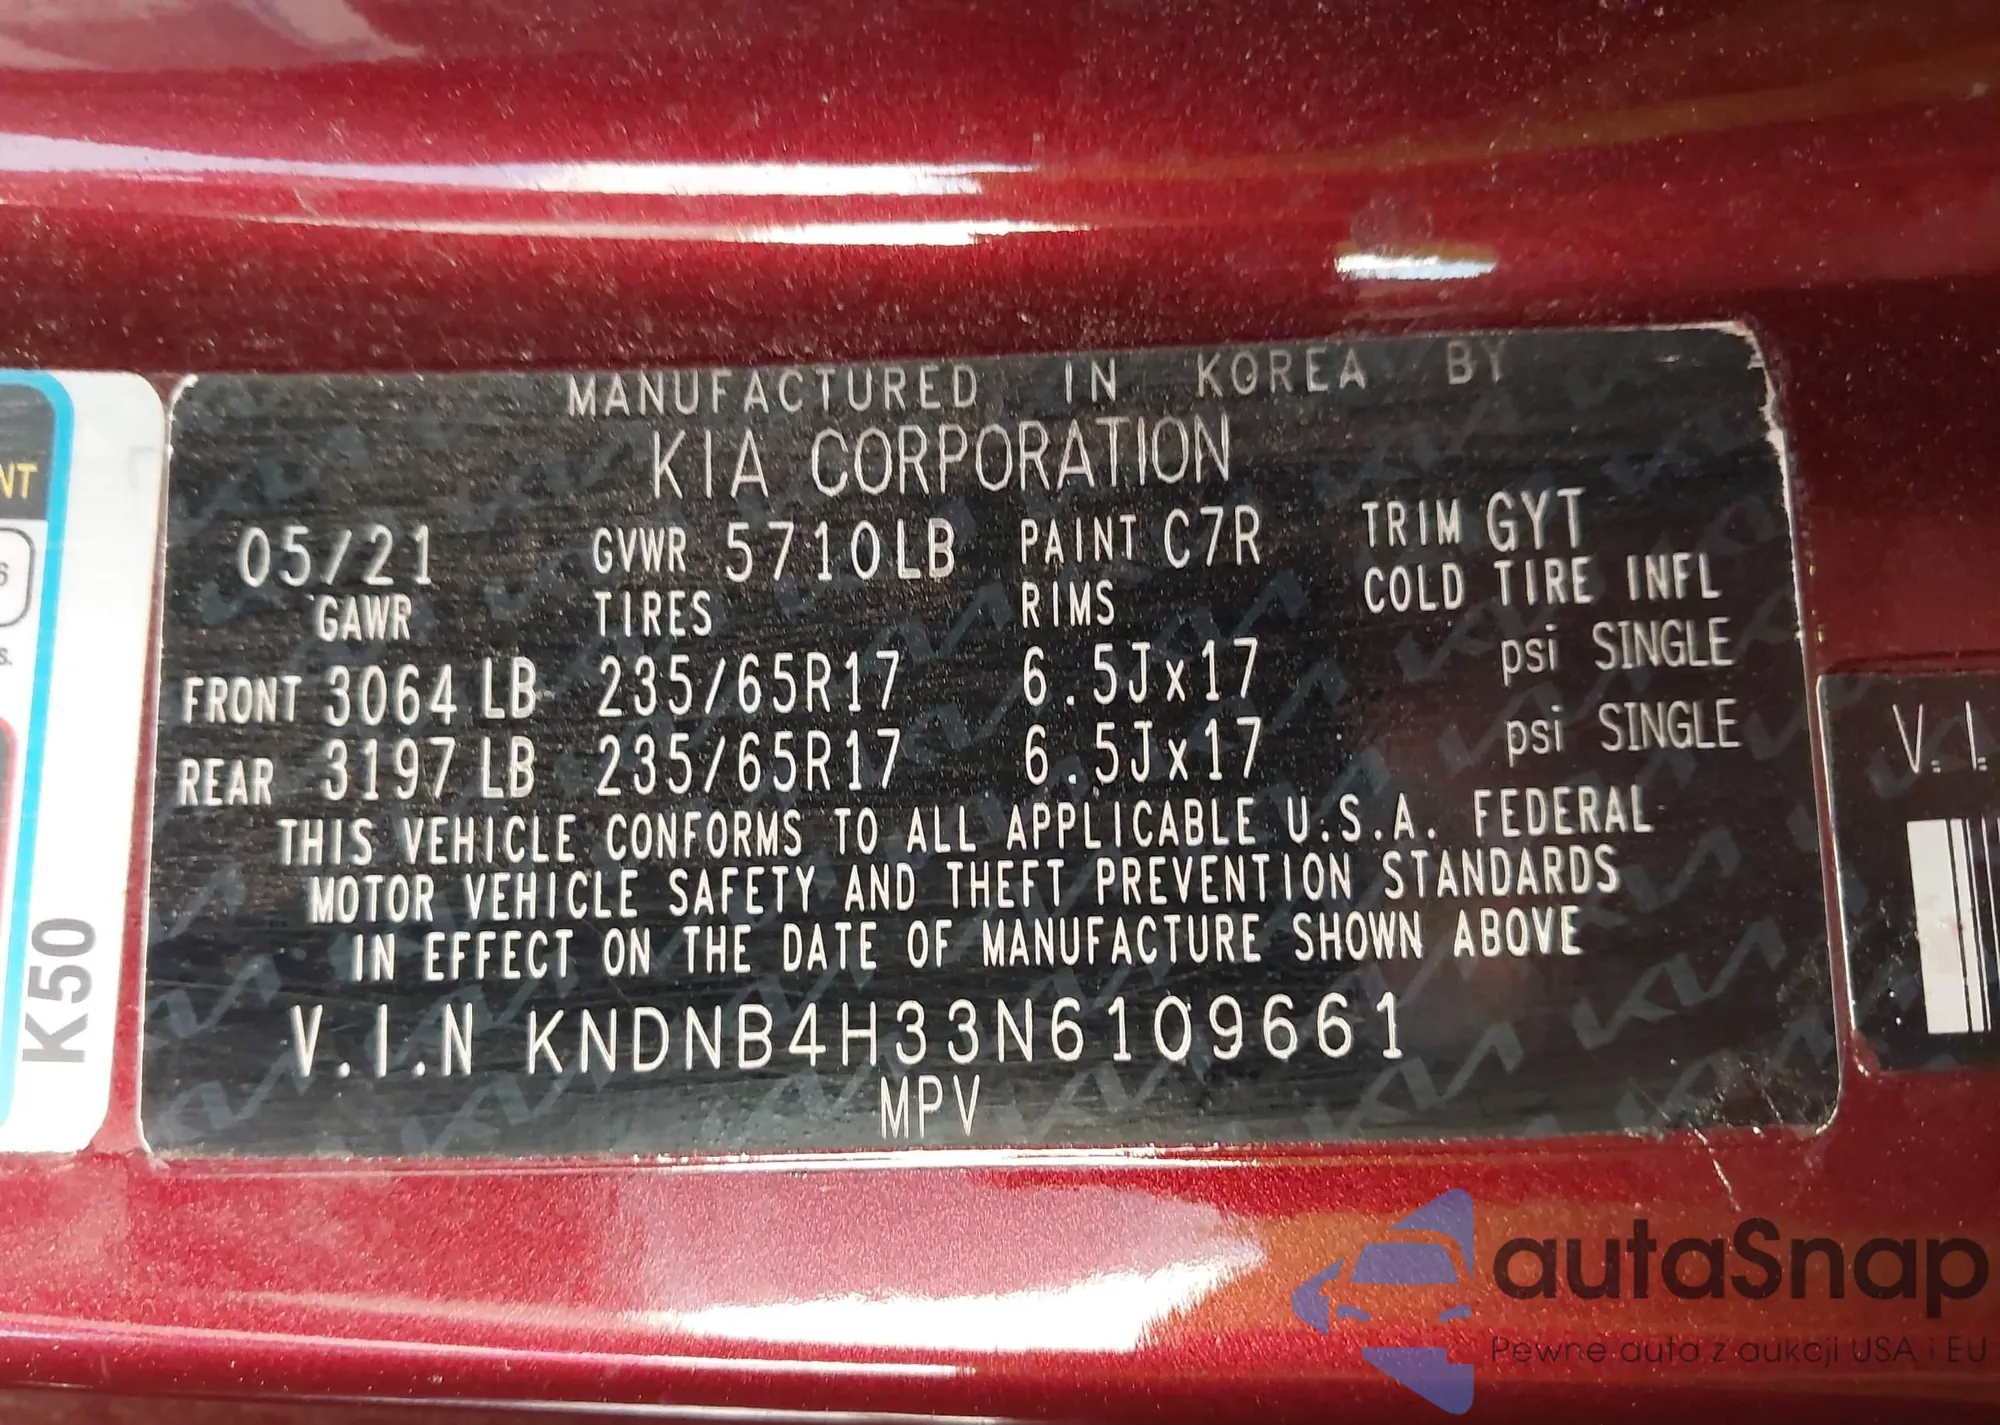 MANUFACTURED IN KOREA BY
KIA CORPORATION
05/21 GVWR 5710LB PAINT C7R TRIM GYT
GAWR TIRES RIMS COLD TIRE INFL
FRONT 3064 LB 235/65R17 6.5Jx17 psi SINGLE
REAR 3197 LB 235/65R17 6.5Jx17 psi SINGLE
THIS VEHICLE CONFORMS TO ALL APPLICABLE U.S.A. FEDERAL
MOTOR VEHICLE SAFETY AND THEFT PREVENTION STANDARDS
IN EFFECT ON THE DATE OF MANUFACTURE SHOWN ABOVE
V.I.N KNDNB4H33N6109661
MPV
NT
6
s.
K50
V.I.
autaSnap
Pewne auta z aukcji USA i EU